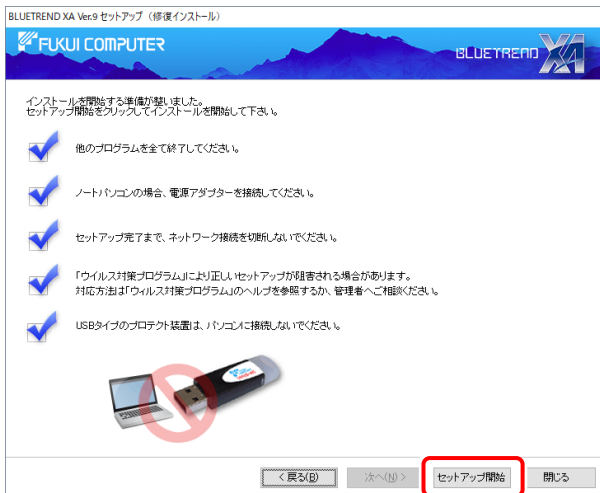 BLUETREND XA Ver.9 セットアップ（修復インストール）
FUKUI COMPUTER
BLUETREND XA
インストールを開始する準備が整いました。
セットアップ開始をクリックしてインストールを開始して下さい。
他のプログラムを全て終了してください。
ノートパソコンの場合、電源アダプターを接続してください。
セットアップ完了まで、ネットワーク接続を切断しないでください。
「ウイルス対策プログラム」により正しいセットアップが阻害される場合があります。
対応方法は「ウィルス対策プログラム」のヘルプを参照するか、管理者へご相談ください。
USBタイプのプロテクト装置は、パソコンに接続しないでください。
< 戻る(B)
次へ(N) >
セットアップ開始
閉じる